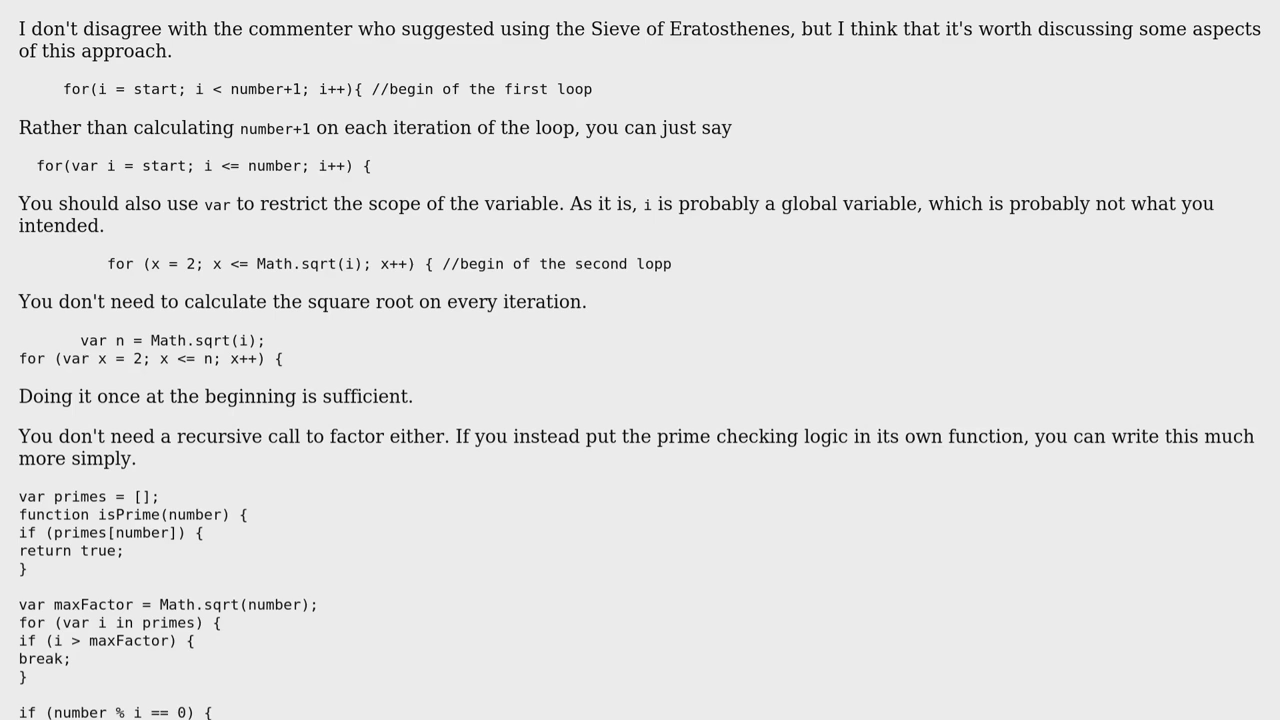 I don't disagree with the commenter who suggested using the Sieve of Eratosthenes, but I think that it's worth discussing some aspects
of this approach.
for(i = start; i < number+1; i++){ //begin of the first loop
Rather than calculating number+1 on each iteration of the loop, you can just say
for(var i = start; i <= number; i++) {
You should also use var to restrict the scope of the variable. As it is, i is probably a global variable, which is probably not what you
intended.
for (x = 2; x <= Math.sqrt(i); x++) { //begin of the second lopp
You don't need to calculate the square root on every iteration.
var n = Math.sqrt(i);
for (var x = 2; x <= n; x++) {
Doing it once at the beginning is sufficient.
You don't need a recursive call to factor either. If you instead put the prime checking logic in its own function, you can write this much
more simply.
var primes = [];
function isPrime(number) {
if (primes[number]) {
return true;
}
var maxFactor = Math.sqrt(number);
for (var i in primes) {
if (i > maxFactor) {
break;
}
if (number % i == 0) {